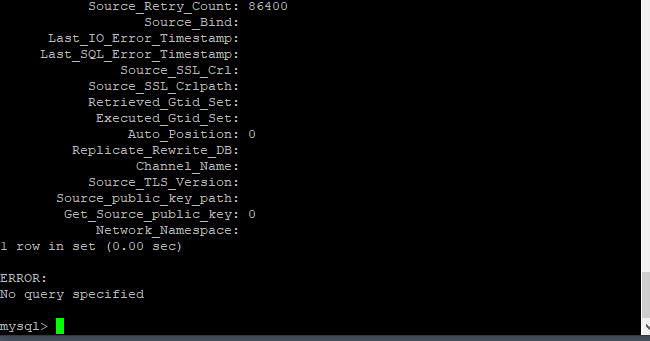 Source_Retry_Count: 86400
Source_Bind:
Last_IO_Error_Timestamp:
Last_SQL_Error_Timestamp:
Source_SSL_Crl:
Source_SSL_Crlpath:
Retrieved_Gtid_Set:
Executed_Gtid_Set:
Auto_Position: 0
Replicate_Rewrite_DB:
Channel_Name:
Source_TLS_Version:
Source_public_key_path:
Get_Source_public_key: 0
Network_Namespace:
1 row in set (0.00 sec)
ERROR:
No query specified
mysql>